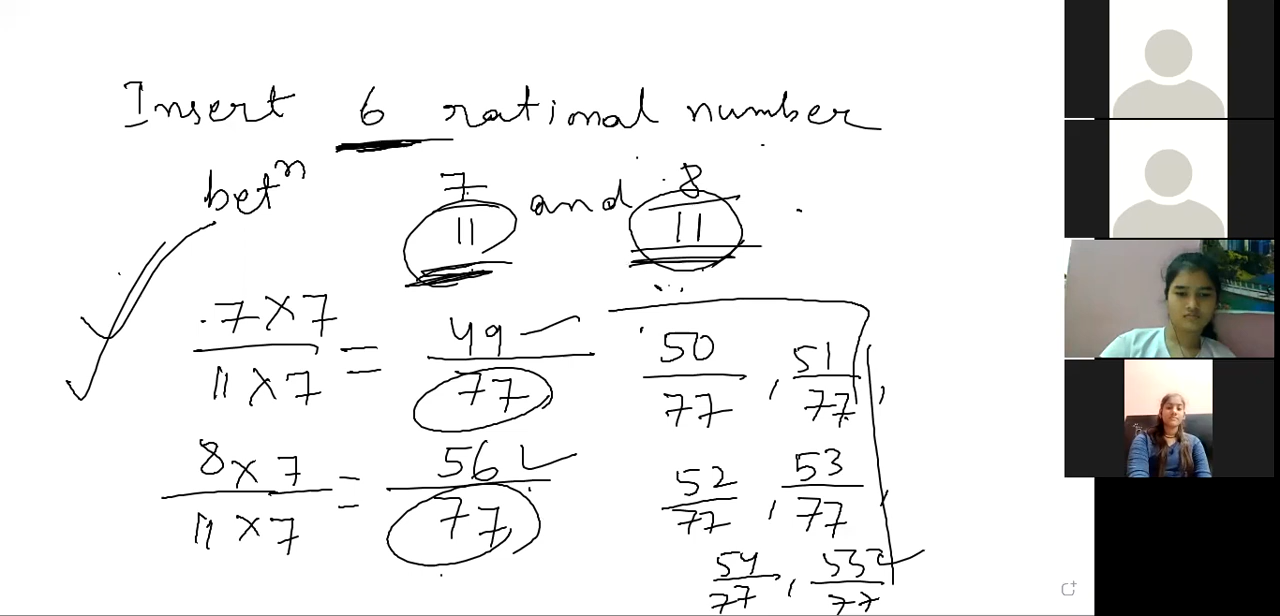 Insert 6 rational number
betⁿ 7/11 and 8/11
7×7/11×7 = 49/77
8×7/11×7 = 56/77
50/77, 51/77,
52/77, 53/77
54/77,